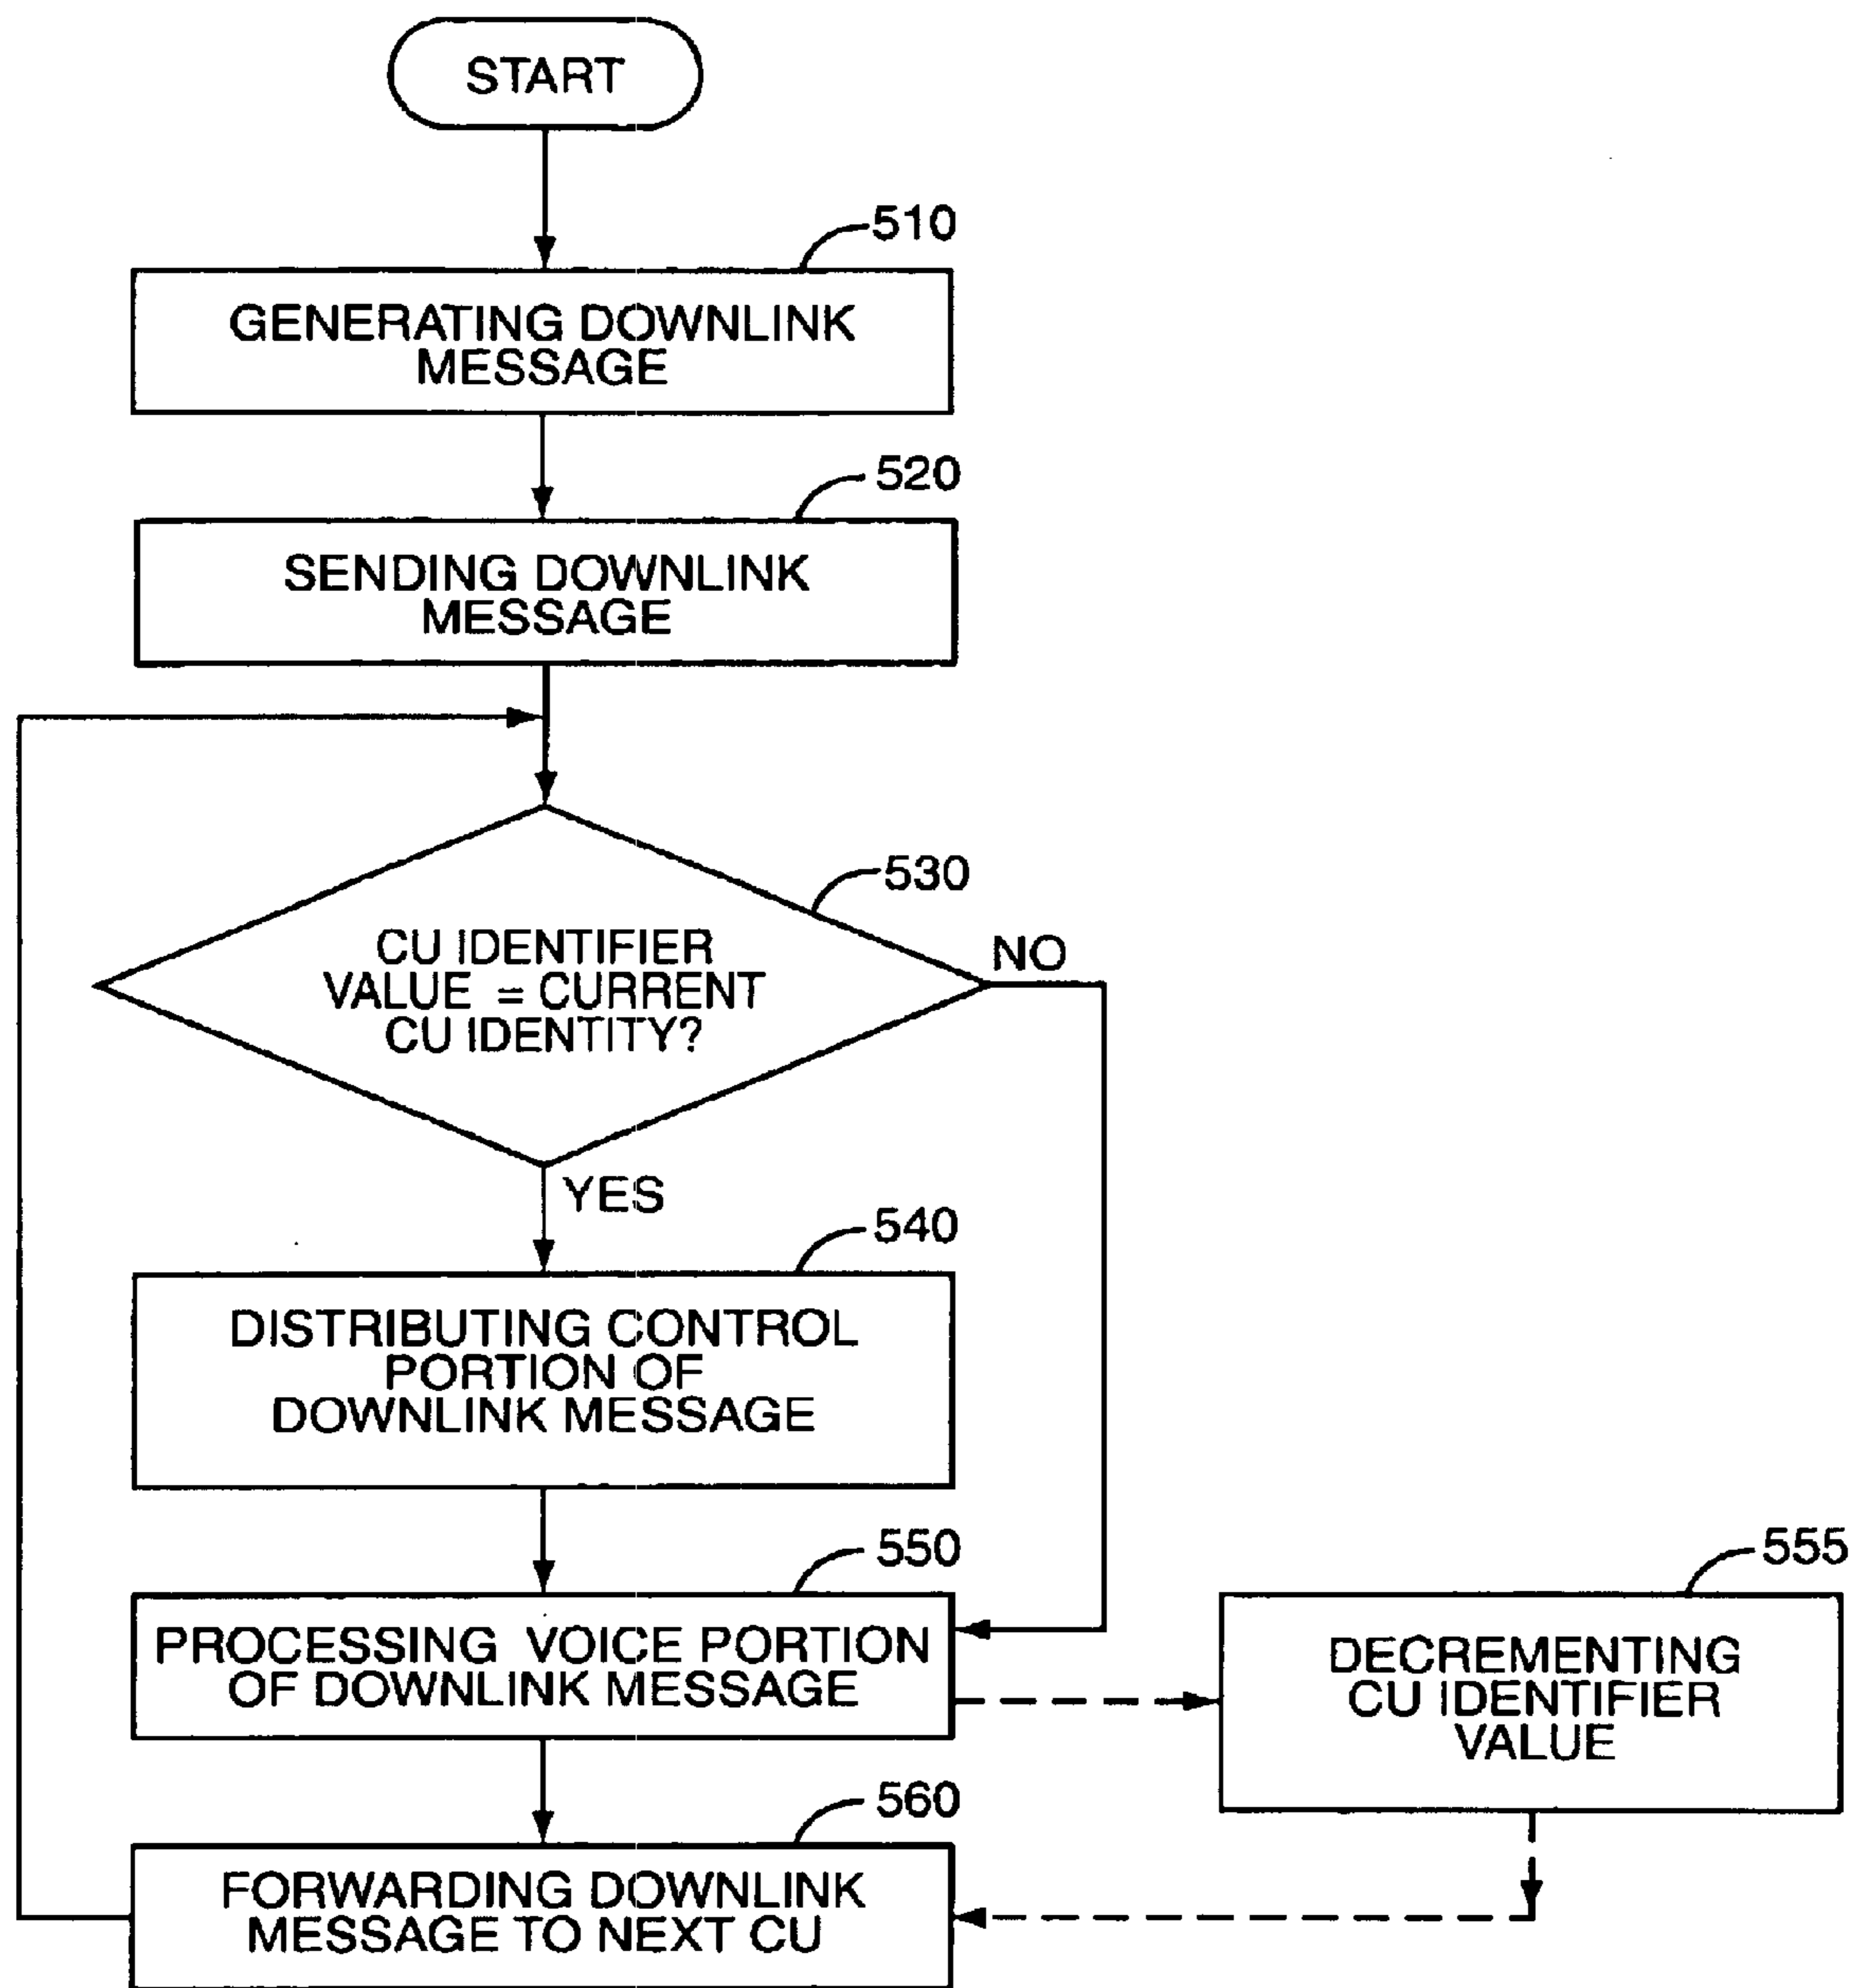 START
510
GENERATING DOWNLINK
MESSAGE
520
SENDING DOWNLINK
MESSAGE
530
CU IDENTIFIER
VALUE = CURRENT
CU IDENTITY?
NO
YES
540
DISTRIBUTING CONTROL
PORTION OF
DOWNLINK MESSAGE
550
PROCESSING VOICE PORTION
OF DOWNLINK MESSAGE
555
DECREMENTING
CU IDENTIFIER
VALUE
560
FORWARDING DOWNLINK
MESSAGE TO NEXT CU